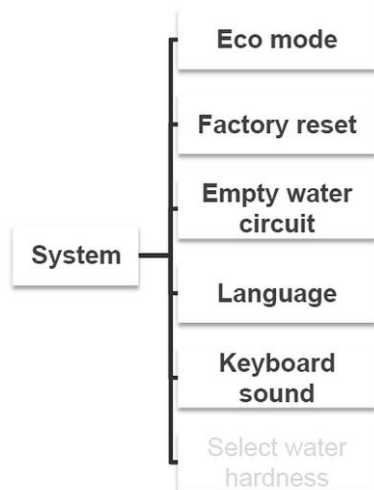 Eco mode
Factory reset
Empty water
circuit
System
Language
Keyboard
sound
Select water
hardness